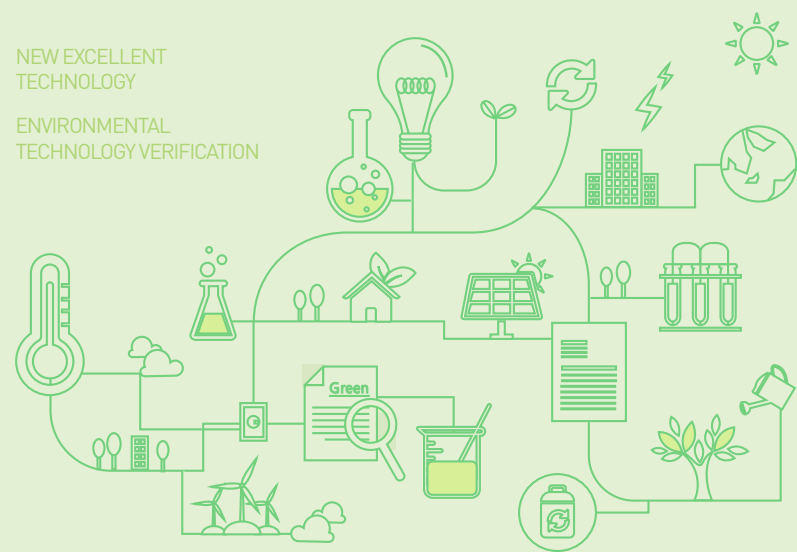 NEW EXCELLENT
TECHNOLOGY
ENVIRONMENTAL
TECHNOLOGY VERIFICATION
Green